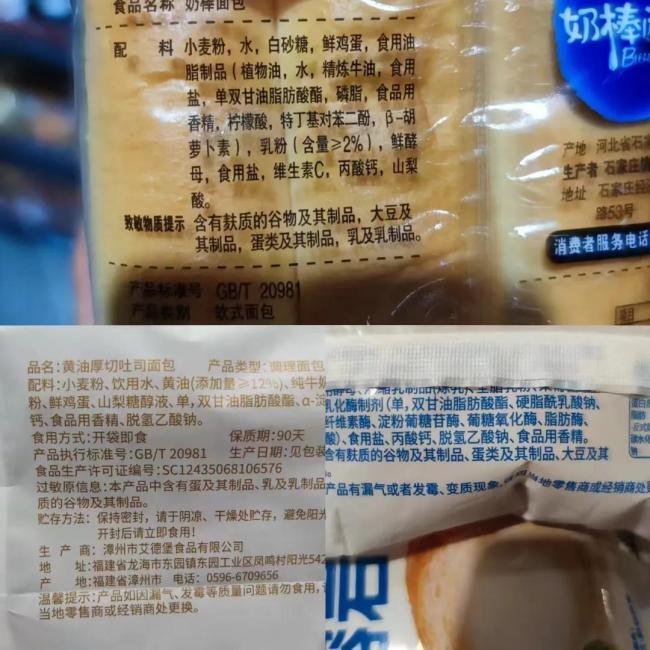 食品名称 奶棒面包
配 料 小麦粉，水，白砂糖，鲜鸡蛋，食用油
脂制品（植物油，水，精炼牛油，食用
盐，单双甘油脂肪酸酯，磷脂，食品用
香精，柠檬酸，特丁基对苯二酚，β-胡
萝卜素），乳粉（含量≥2%），鲜酵
母，食用盐，维生素C，丙酸钙，山梨
酸。
致敏物质提示 含有麸质的谷物及其制品，大豆及
其制品，蛋类及其制品，乳及乳制品。
产品标准号 GB/T 20981
产品类别 软式面包
奶棒
产地 河北省石家
生产者 石家庄
地址 石家庄经
路53号
消费者服务电话
项目
品名：黄油厚切吐司面包 产品类型：调理面包
配料：小麦粉、饮用水、黄油(添加量≥12%)、纯牛奶
粉、鲜鸡蛋、山梨糖醇液、单，双甘油脂肪酸酯、α-淀
钙、食品用香精、脱氢乙酸钠。
食用方式：开袋即食 保质期：90天
产品执行标准号：GB/T 20981 生产日期：见包装
食品生产许可证编号：SC12435068106576
过敏原信息：本产品中含有蛋及其制品、乳及乳制品
质的谷物及其制品。
贮存方法：保持密封，请于阴凉、干燥处贮存，避免阳光
开封后请立即食用！
生 产 商：漳州市艾德堡食品有限公司
地 址：福建省龙海市东园镇东园工业区凤鸣村阳光542
产 地：福建省漳州市 电话：0596-6709656
温馨提示：产品如因漏气、发霉等质量问题请勿食用，
当地零售商或经销商处更换。
乳化酶制剂（单，双甘油脂肪酸酯、硬脂酰乳酸钠、
纤维素酶、淀粉葡糖苷酶、葡糖氧化酶、脂肪酶、
酸）、食用盐、丙酸钙、脱氢乙酸钠、食品用香精。
含有麸质的谷物及其制品、蛋类及其制品、大豆及其
产品有漏气或者发霉、变质现象，
当地零售商或经销商处更